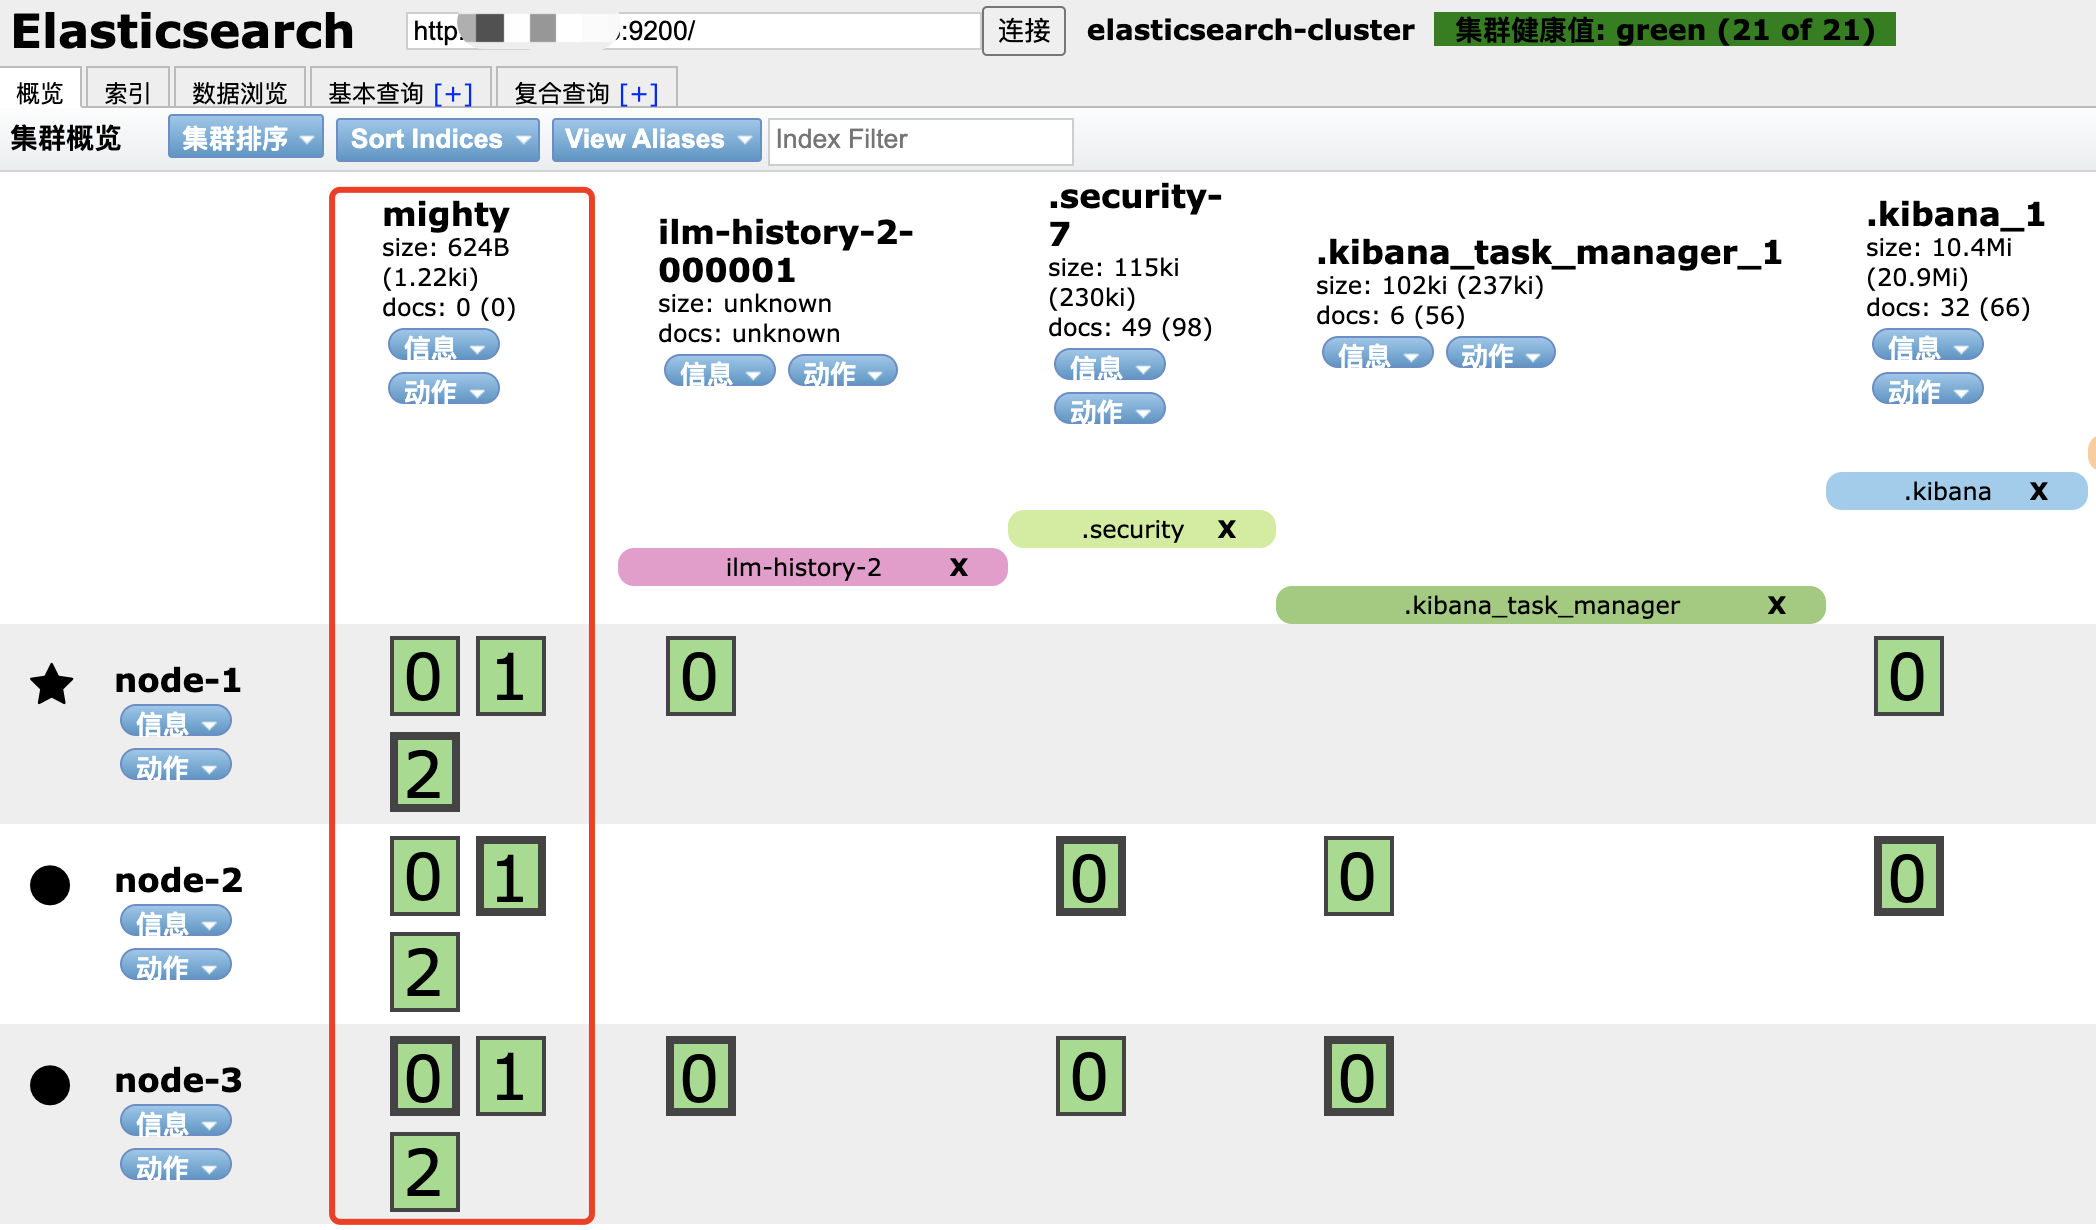 Elasticsearch
http:
:9200/
连接
elasticsearch-cluster
集群健康值: green (21 of 21)
概览
索引
数据浏览
基本查询 [+]
复合查询 [+]
集群概览
集群排序
Sort Indices
View Aliases
Index Filter
mighty
size: 624B
(1.22ki)
docs: 0 (0)
信息
动作
ilm-history-2-
000001
size: unknown
docs: unknown
信息
动作
.security-
7
size: 115ki
(230ki)
docs: 49 (98)
信息
动作
.kibana_task_manager_1
size: 102ki (237ki)
docs: 6 (56)
信息
动作
.kibana_1
size: 10.4Mi
(20.9Mi)
docs: 32 (66)
信息
动作
.kibana X
.security X
ilm-history-2 X
.kibana_task_manager X
node-1
信息
动作
0 1
2
0
0
node-2
信息
动作
0 1
2
0
0
0
node-3
信息
动作
0 1
2
0
0
0